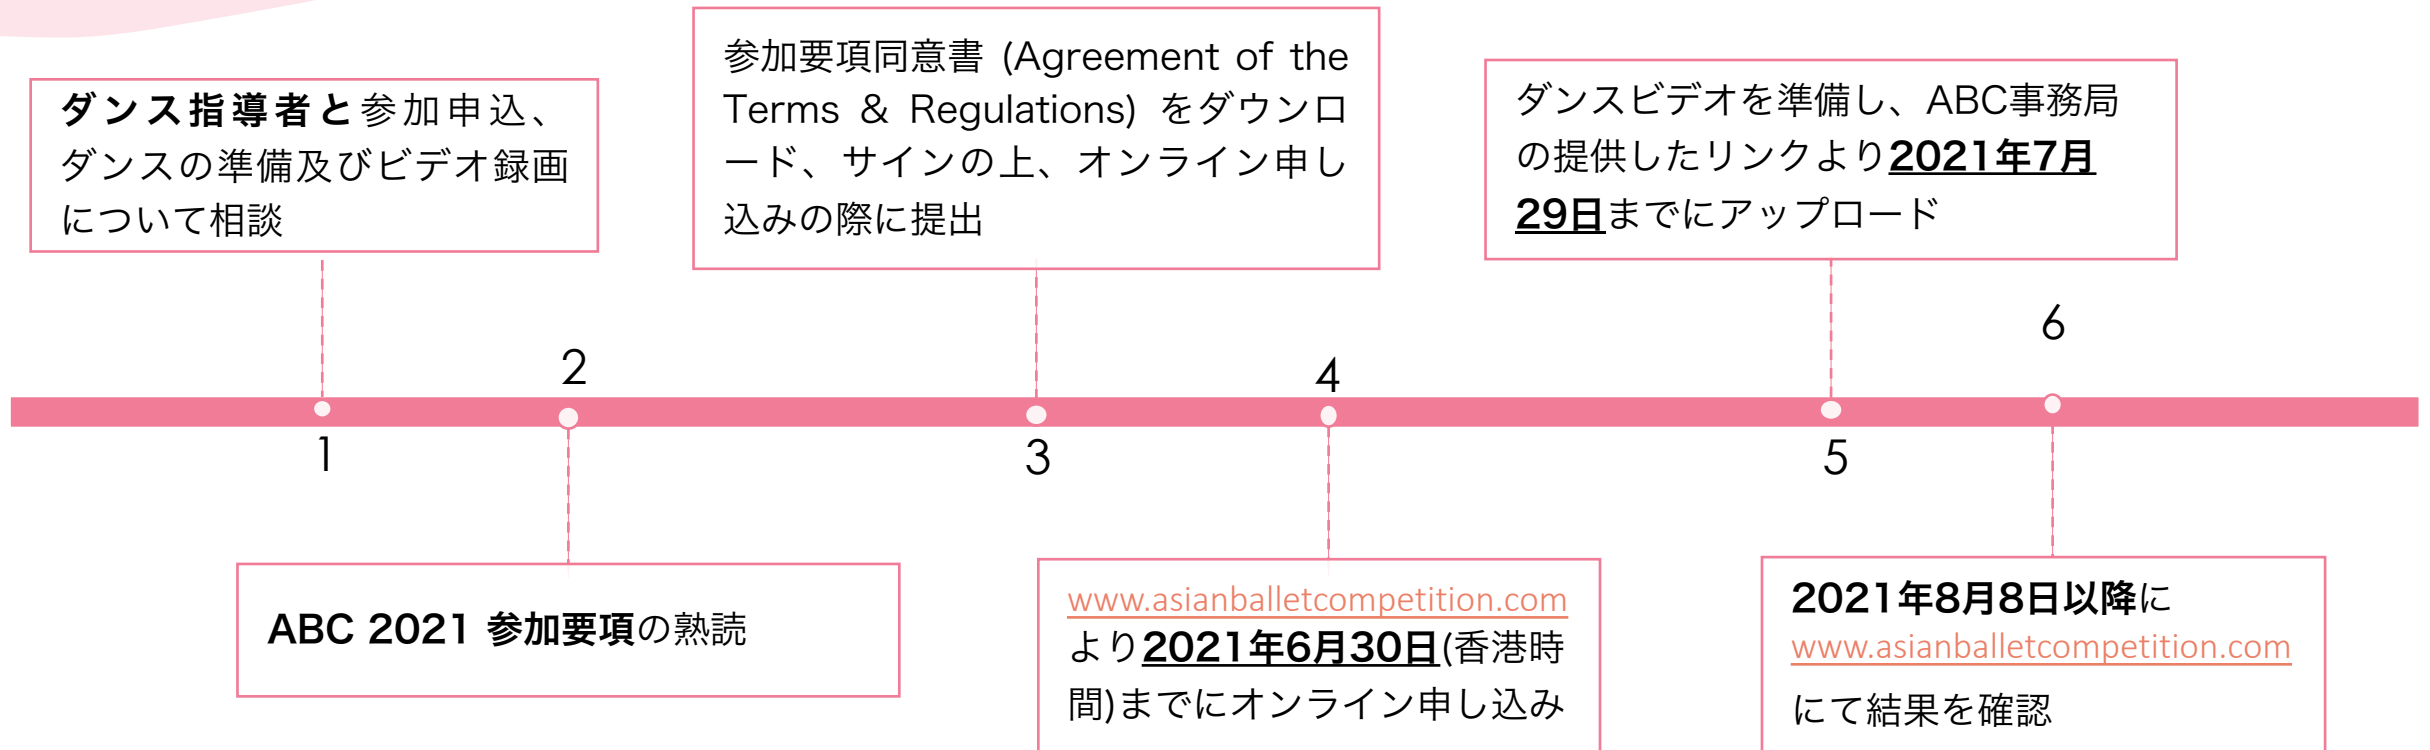 ダンス指導者と参加申込、
ダンスの準備及びビデオ録画
について相談
1
2
ABC 2021 参加要項の熟読
参加要項同意書 (Agreement of the
Terms & Regulations) をダウンロ
ード、サインの上、オンライン申し
込みの際に提出
3
4
www.asianballetcompetition.com
より2021年6月30日(香港時
間)までにオンライン申し込み
ダンスビデオを準備し、ABC事務局
の提供したリンクより2021年7月
29日までにアップロード
5
6
2021年8月8日以降に
www.asianballetcompetition.com
にて結果を確認